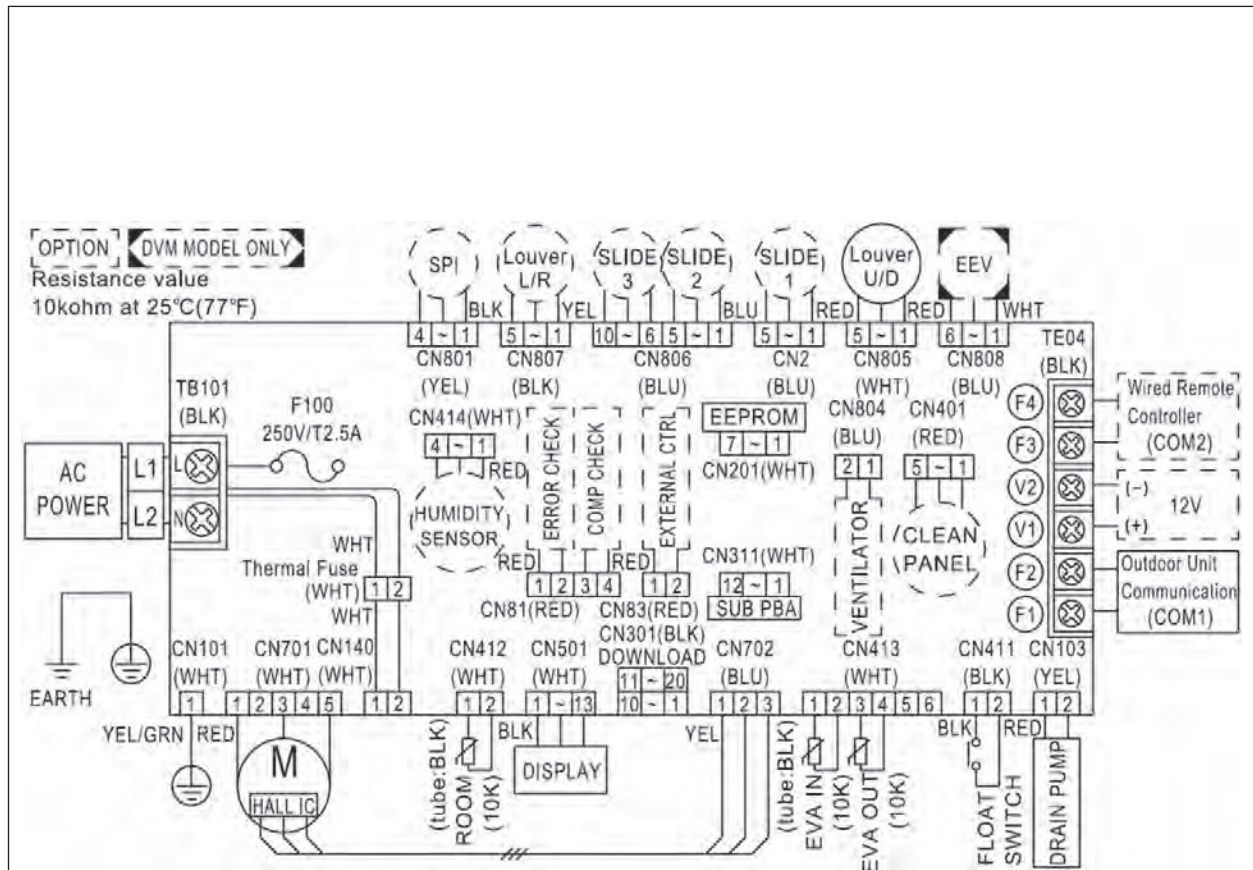 OPTION DVM MODEL ONLY
Resistance value
10kohm at 25℃(77℉)
SPI
Louver L/R
SLIDE 3
SLIDE 2
SLIDE 1
Louver U/D
EEV
BLK YEL BLU RED RED WHT
4 ~ 1 5 ~ 1 10 ~ 6 5 ~ 1 5 ~ 1 5 ~ 1 6 ~ 1
CN801 CN807 CN806 CN2 CN805 CN808 TE04
(YEL) (BLK) (BLU) (BLU) (WHT) (BLU) (BLK)
TB101
(BLK)
F100
250V/T2.5A
AC
POWER
L1
L2
L
N
CN414(WHT)
4 ~ 1
RED
HUMIDITY
SENSOR
ERROR CHECK
COMP CHECK
EXTERNAL CTRL
RED RED
1 2 3 4 1 2
CN81(RED) CN83(RED)
EEPROM
7 ~ 1
CN201(WHT)
CN311(WHT)
12 ~ 1
SUB PBA
CN804
(BLU)
2 1
VENTILATOR
CN401
(RED)
5 ~ 1
CLEAN
PANEL
F4
F3
V2
V1
F2
F1
Wired Remote
Controller
(COM2)
(-)
12V
(+)
Outdoor Unit
Communication
(COM1)
WHT
Thermal Fuse
(WHT) 1 2
WHT
EARTH
CN301(BLK)
DOWNLOAD
11 ~ 20
10 ~ 1
CN101 CN701 CN140 CN412 CN501 CN702 CN413 CN411 CN103
(WHT) (WHT) (WHT) (WHT) (WHT) (BLU) (WHT) (BLK) (YEL)
1 1 2 3 4 5 1 2 1 2 1 ~ 13 1 2 3 1 2 3 4 5 6 1 2 1 2
YEL/GRN RED BLK YEL BLK RED
M
HALL IC
(tube:BLK)
ROOM
(10K)
DISPLAY
(tube:BLK)
EVA IN
(10K)
EVA OUT
(10K)
FLOAT
SWITCH
DRAIN PUMP